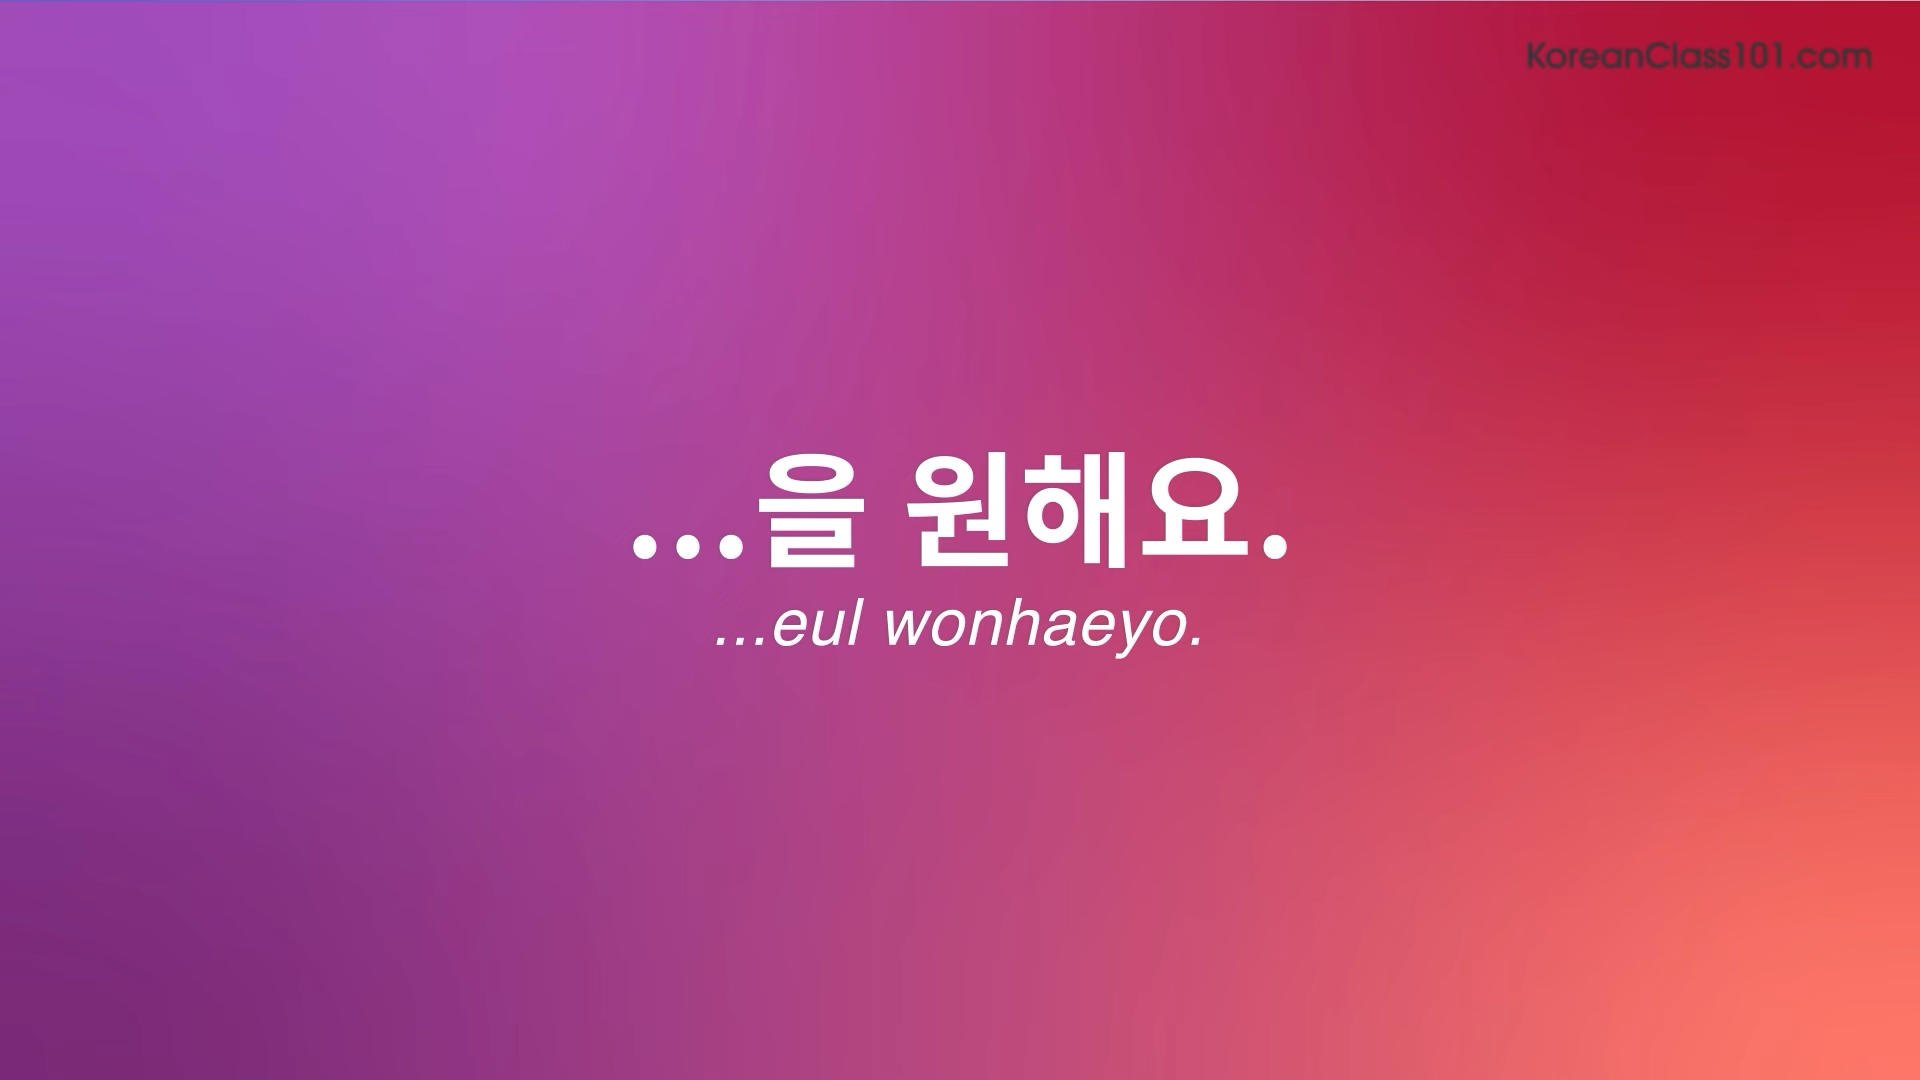 KoreanClass101.com
...을 원해요.
...eul wonhaeyo.